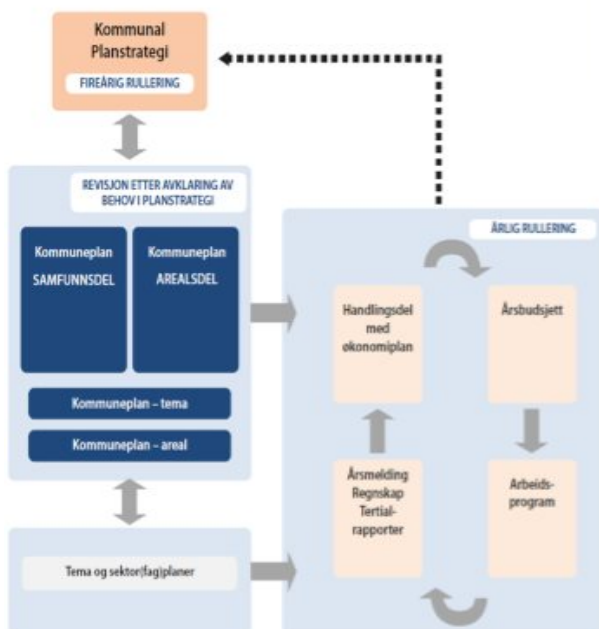 Kommunal
Planstrategi
FIREÅRIG RULLERING
REVISJON ETTER AVKLARING AV
BEHOV I PLANSTRATEGI
Kommuneplan
SAMFUNNSDEL
Kommuneplan
AREALSDEL
Kommuneplan – tema
Kommuneplan – areal
Tema og sektor(fag)planer
ÅRLIG RULLERING
Handlingsdel
med
økonomiplan
Årsbudsjett
Årsmelding
Regnskap
Tertial-
rapporter
Arbeids-
program